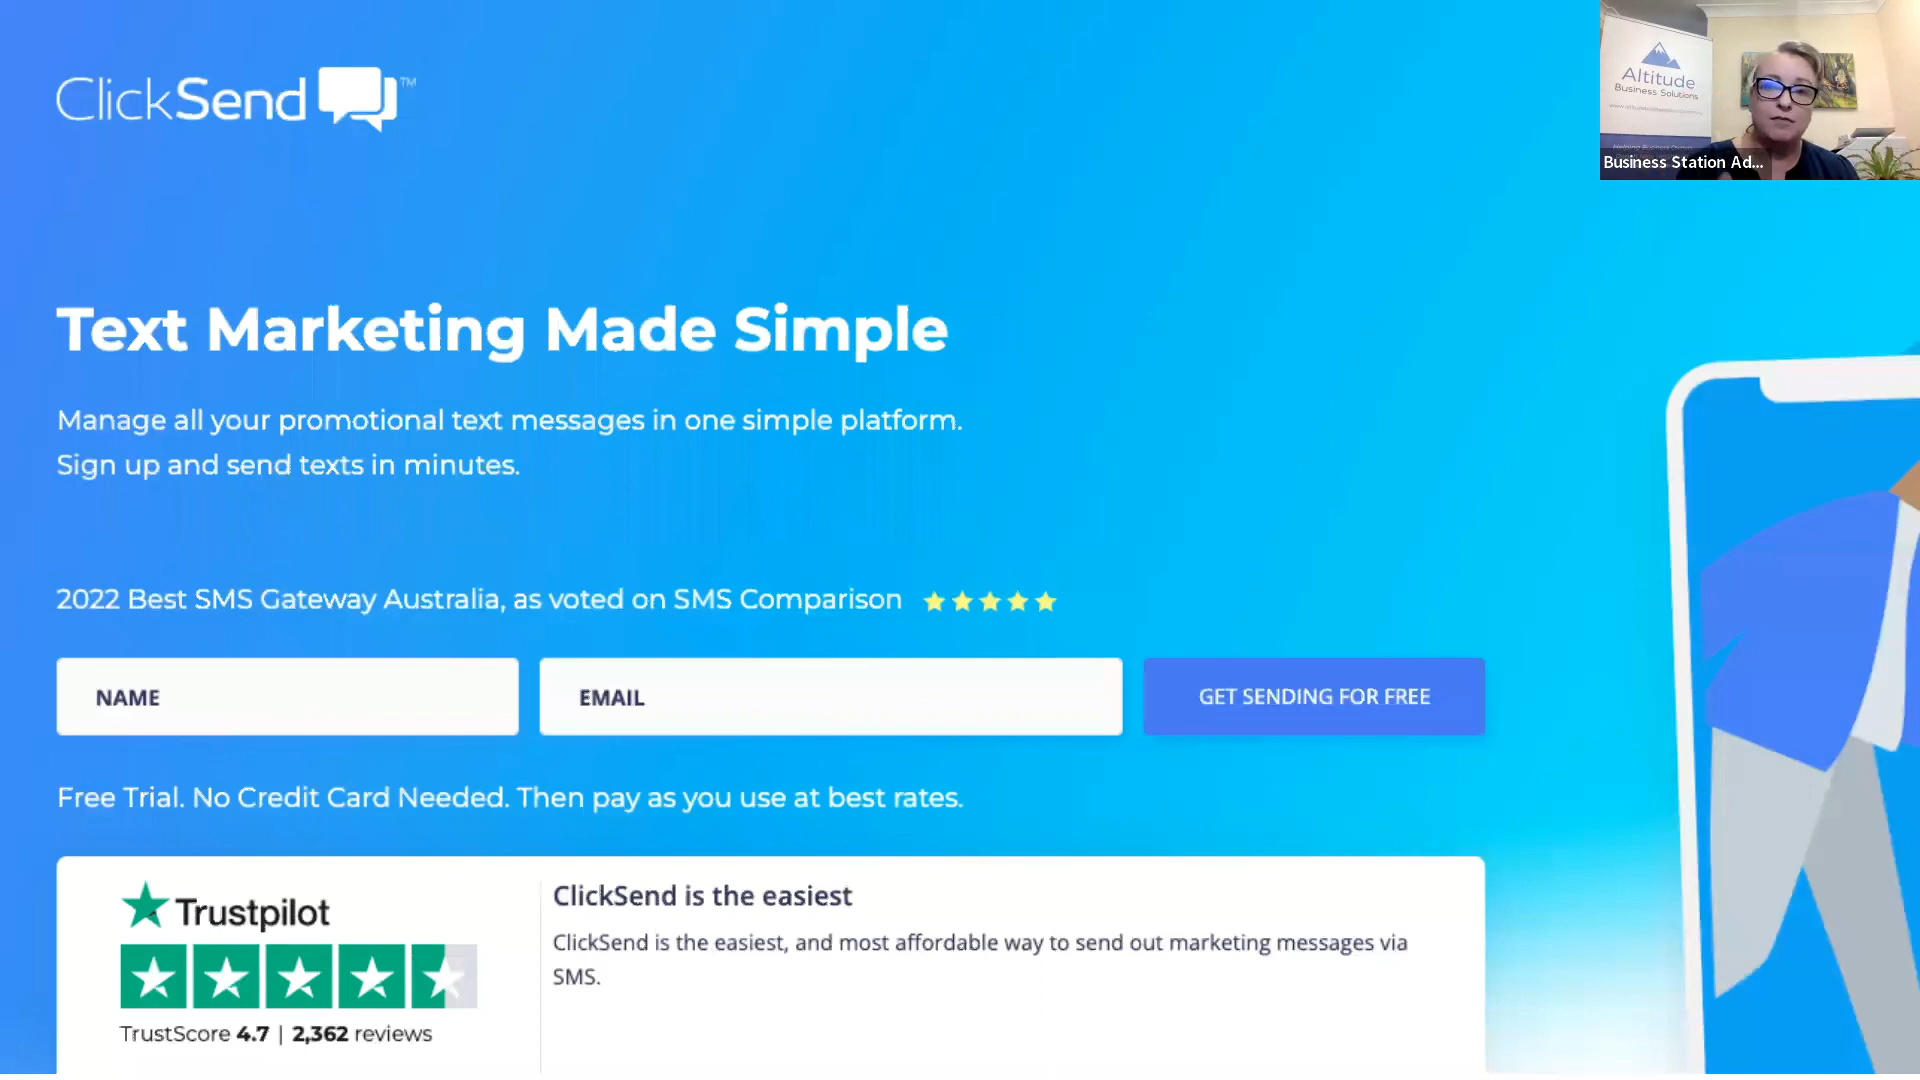 ClickSend™
Altitude
Business Solutions
Business Station Ad...
Text Marketing Made Simple
Manage all your promotional text messages in one simple platform.
Sign up and send texts in minutes.
2022 Best SMS Gateway Australia, as voted on SMS Comparison
NAME
EMAIL
GET SENDING FOR FREE
Free Trial. No Credit Card Needed. Then pay as you use at best rates.
Trustpilot
TrustScore 4.7 | 2,362 reviews
ClickSend is the easiest
ClickSend is the easiest, and most affordable way to send out marketing messages via
SMS.